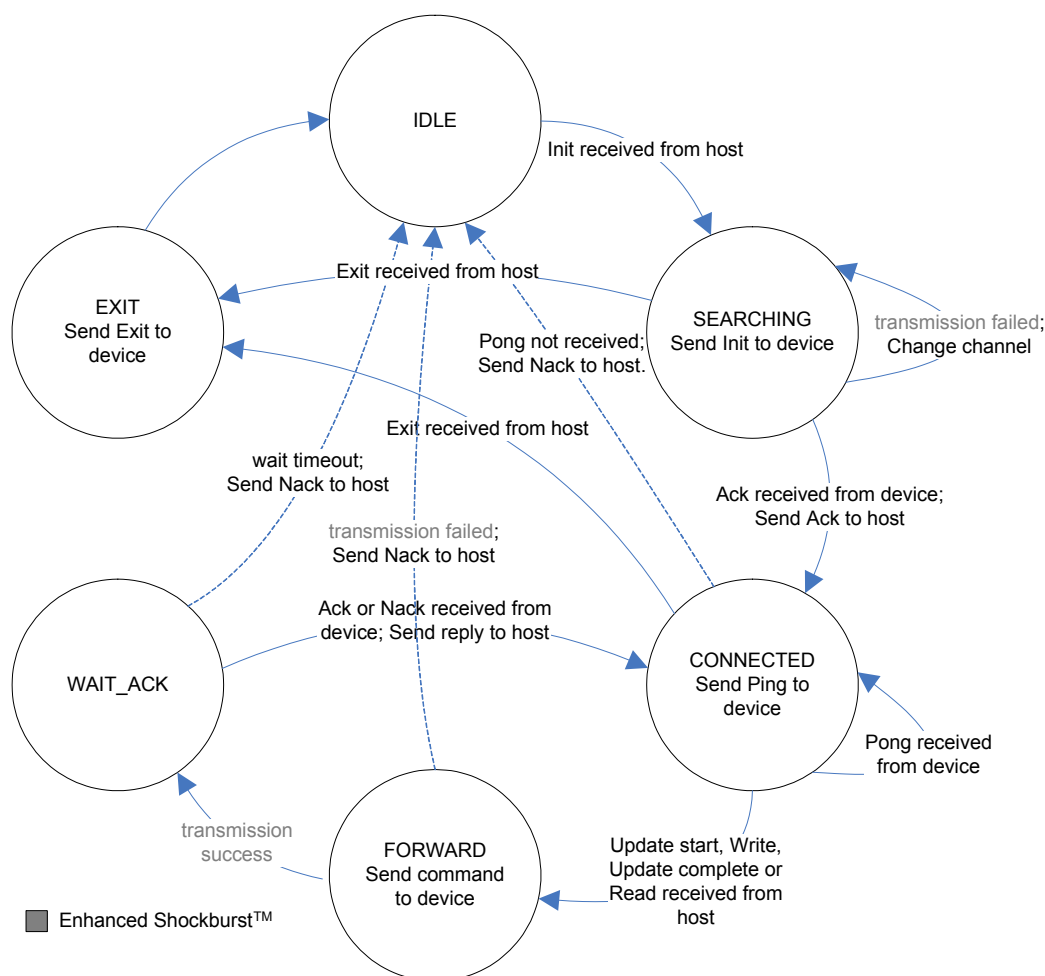 IDLE
Init received from host
Exit received from host
EXIT
Send Exit to
device
SEARCHING
Send Init to device
transmission failed;
Change channel
Pong not received;
Send Nack to host.
Exit received from host
wait timeout;
Send Nack to host
Ack received from device;
Send Ack to host
transmission failed;
Send Nack to host
Ack or Nack received from
device; Send reply to host
WAIT_ACK
CONNECTED
Send Ping to
device
Pong received
from device
transmission
success
FORWARD
Send command
to device
Update start, Write,
Update complete or
Read received from
host
Enhanced Shockburst™